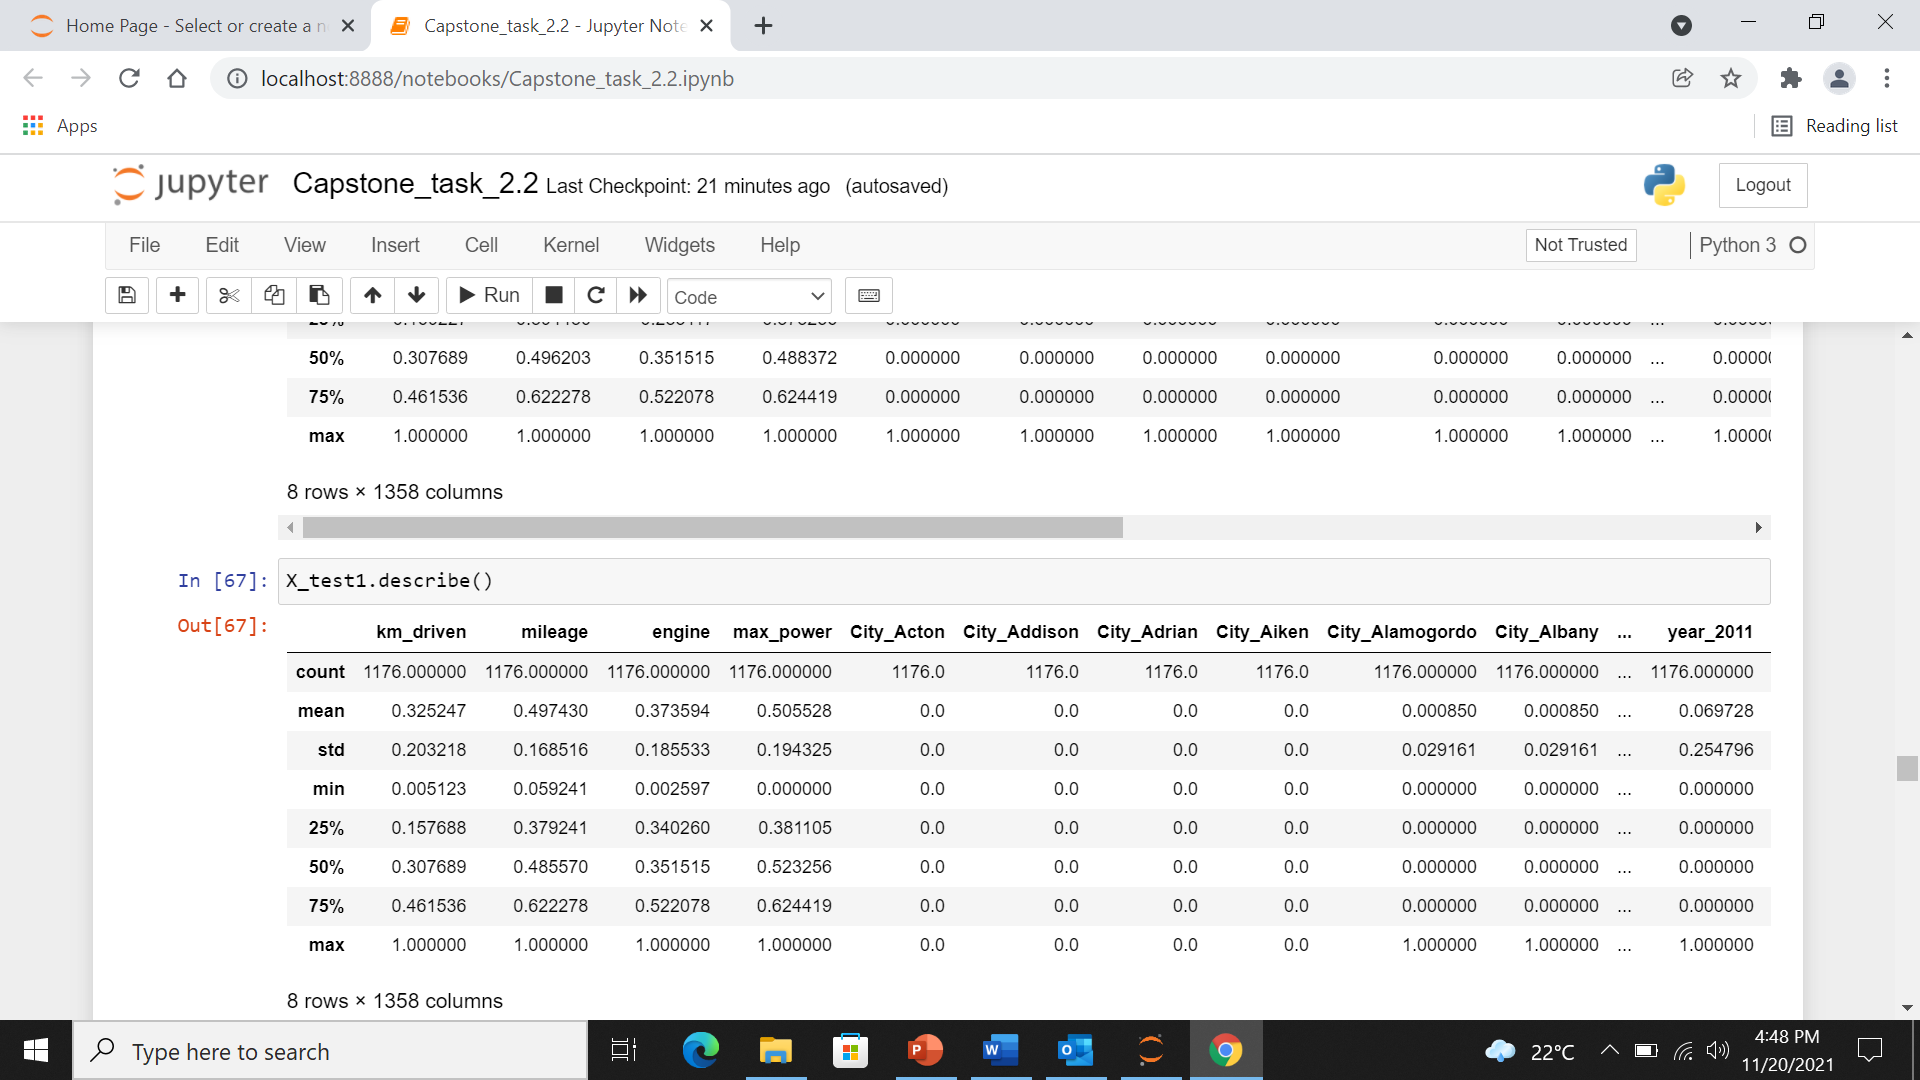 Home Page - Select or create a n
Capstone_task_2.2 - Jupyter Note
localhost:8888/notebooks/Capstone_task_2.2.ipynb
Apps
Reading list
jupyter Capstone_task_2.2 Last Checkpoint: 21 minutes ago (autosaved)
Logout
File Edit View Insert Cell Kernel Widgets Help
Not Trusted
Python 3
Run
Code
50% 0.307689 0.496203 0.351515 0.488372 0.000000 0.000000 0.000000 0.000000 0.000000 0.000000 ... 0.00000
75% 0.461536 0.622278 0.522078 0.624419 0.000000 0.000000 0.000000 0.000000 0.000000 0.000000 ... 0.00000
max 1.000000 1.000000 1.000000 1.000000 1.000000 1.000000 1.000000 1.000000 1.000000 1.000000 ... 1.00000
8 rows × 1358 columns
In [67]: X_test1.describe()
Out[67]:
km_driven mileage engine max_power City_Acton City_Addison City_Adrian City_Aiken City_Alamogordo City_Albany ... year_2011
count 1176.000000 1176.000000 1176.000000 1176.000000 1176.0 1176.0 1176.0 1176.0 1176.000000 1176.000000 ... 1176.000000
mean 0.325247 0.497430 0.373594 0.505528 0.0 0.0 0.0 0.0 0.000850 0.000850 ... 0.069728
std 0.203218 0.168516 0.185533 0.194325 0.0 0.0 0.0 0.0 0.029161 0.029161 ... 0.254796
min 0.005123 0.059241 0.002597 0.000000 0.0 0.0 0.0 0.0 0.000000 0.000000 ... 0.000000
25% 0.157688 0.379241 0.340260 0.381105 0.0 0.0 0.0 0.0 0.000000 0.000000 ... 0.000000
50% 0.307689 0.485570 0.351515 0.523256 0.0 0.0 0.0 0.0 0.000000 0.000000 ... 0.000000
75% 0.461536 0.622278 0.522078 0.624419 0.0 0.0 0.0 0.0 0.000000 0.000000 ... 0.000000
max 1.000000 1.000000 1.000000 1.000000 0.0 0.0 0.0 0.0 1.000000 1.000000 ... 1.000000
8 rows × 1358 columns
Type here to search
22°C
4:48 PM
11/20/2021